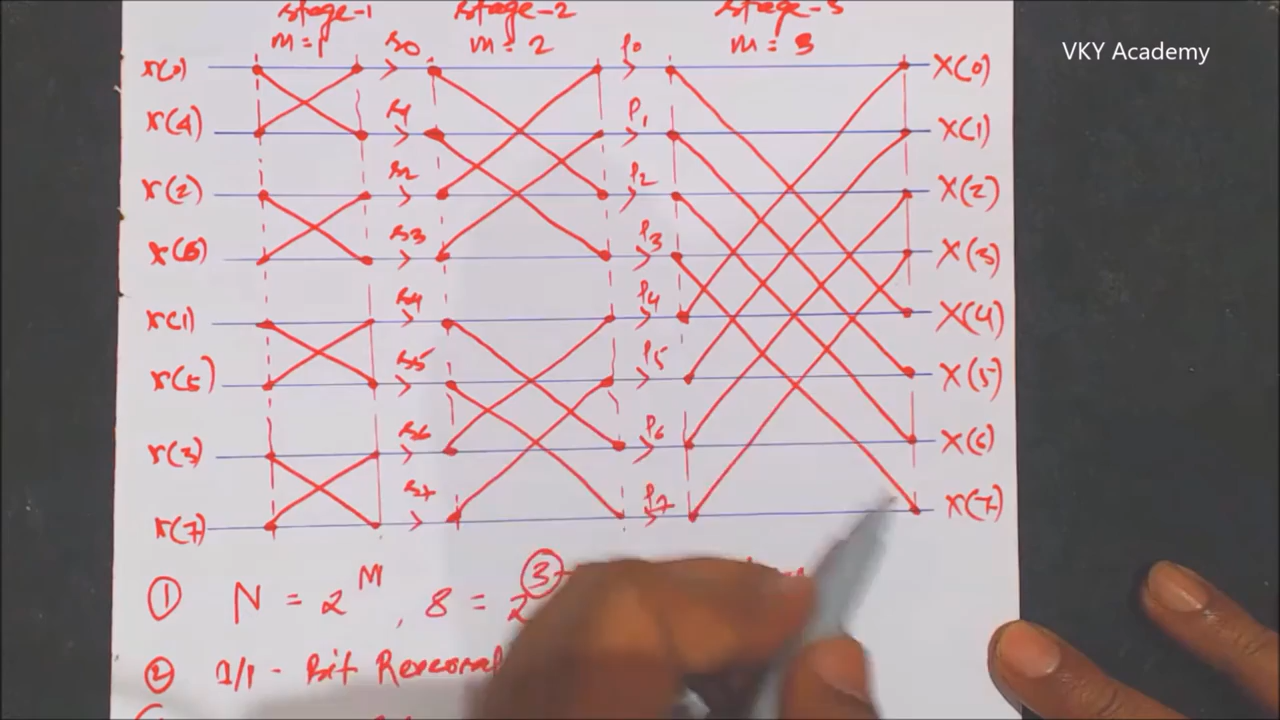 Stage-1 Stage-2 Stage-3
m=1 m=2 m=3
VKY Academy
x(0) s0 P0 X(0)
x(4) s1 P1 X(1)
x(2) s2 P2 X(2)
x(6) s3 P3 X(3)
x(1) s4 P4 X(4)
x(5) s5 P5 X(5)
x(3) s6 P6 X(6)
x(7) s7 P7 X(7)
① N = 2^M, 8 = 2^③
② I/P - Bit Reversal